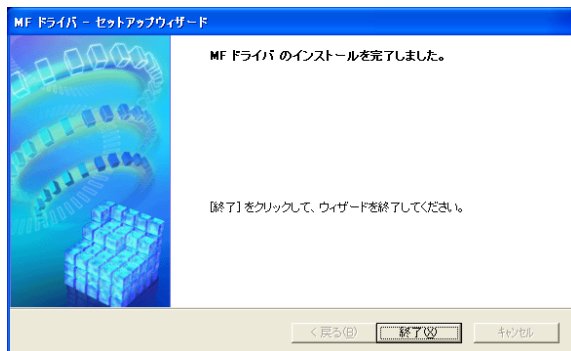 MF ドライバ - セットアップウィザード
MF ドライバ のインストールを完了しました。
[終了] をクリックして、ウィザードを終了してください。
< 戻る(B)
終了(X)
キャンセル